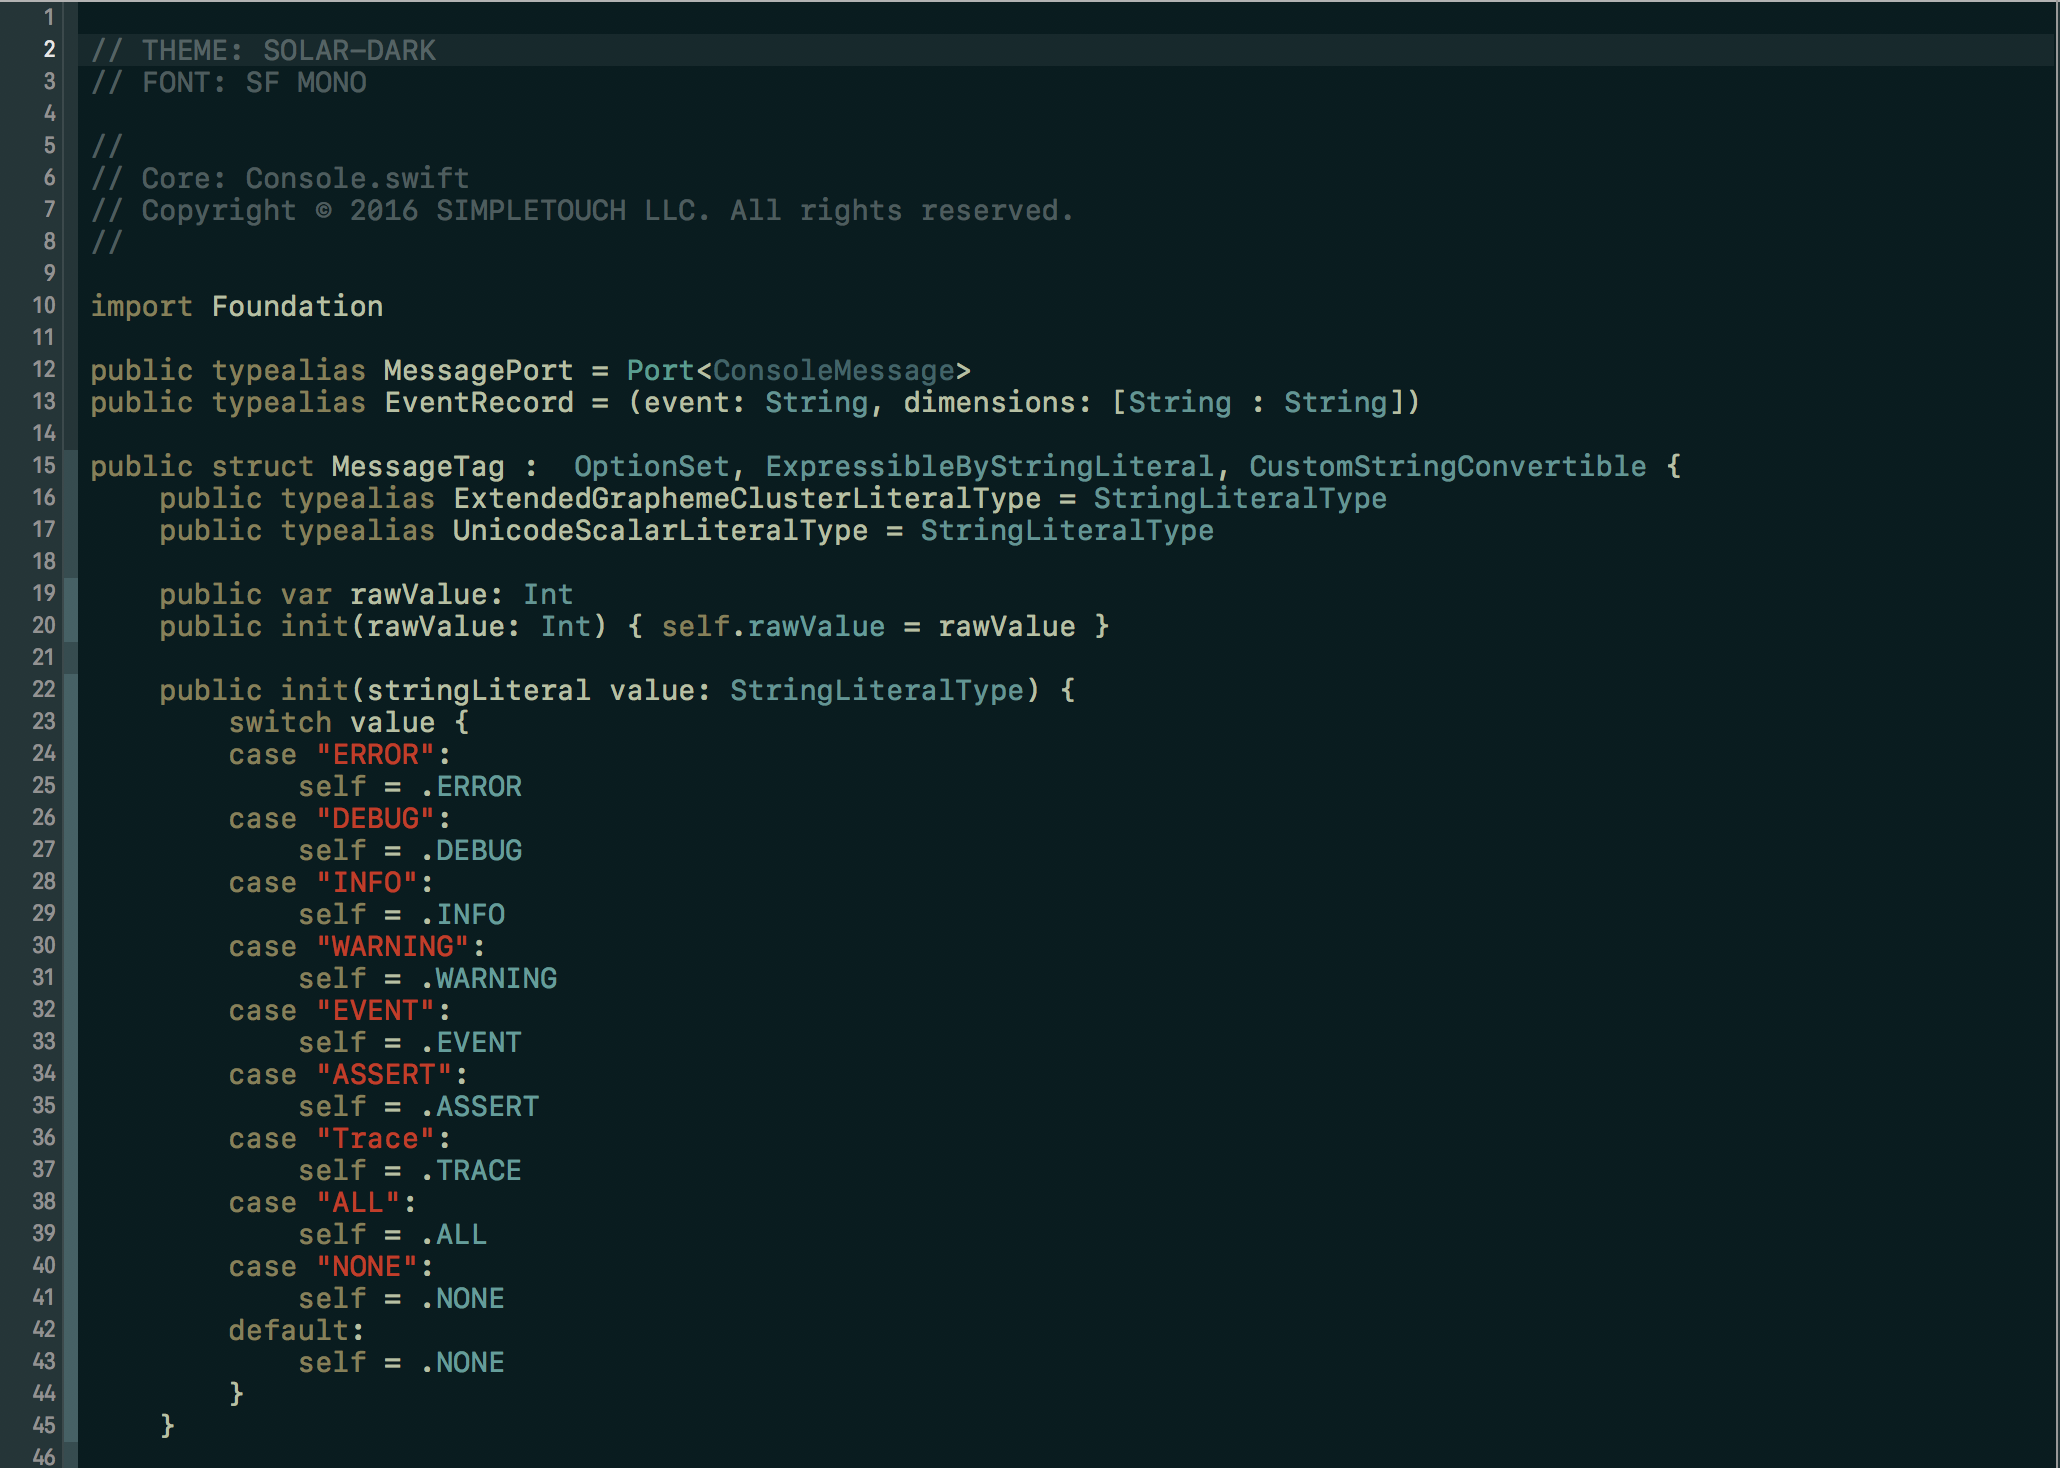 1
2 // THEME: SOLAR-DARK
3 // FONT: SF MONO
4
5 //
6 // Core: Console.swift
7 // Copyright © 2016 SIMPLETOUCH LLC. All rights reserved.
8 //
9
10 import Foundation
11
12 public typealias MessagePort = Port<ConsoleMessage>
13 public typealias EventRecord = (event: String, dimensions: [String : String])
14
15 public struct MessageTag :  OptionSet, ExpressibleByStringLiteral, CustomStringConvertible {
16     public typealias ExtendedGraphemeClusterLiteralType = StringLiteralType
17     public typealias UnicodeScalarLiteralType = StringLiteralType
18
19     public var rawValue: Int
20     public init(rawValue: Int) { self.rawValue = rawValue }
21
22     public init(stringLiteral value: StringLiteralType) {
23         switch value {
24         case "ERROR":
25             self = .ERROR
26         case "DEBUG":
27             self = .DEBUG
28         case "INFO":
29             self = .INFO
30         case "WARNING":
31             self = .WARNING
32         case "EVENT":
33             self = .EVENT
34         case "ASSERT":
35             self = .ASSERT
36         case "Trace":
37             self = .TRACE
38         case "ALL":
39             self = .ALL
40         case "NONE":
41             self = .NONE
42         default:
43             self = .NONE
44         }
45     }
46